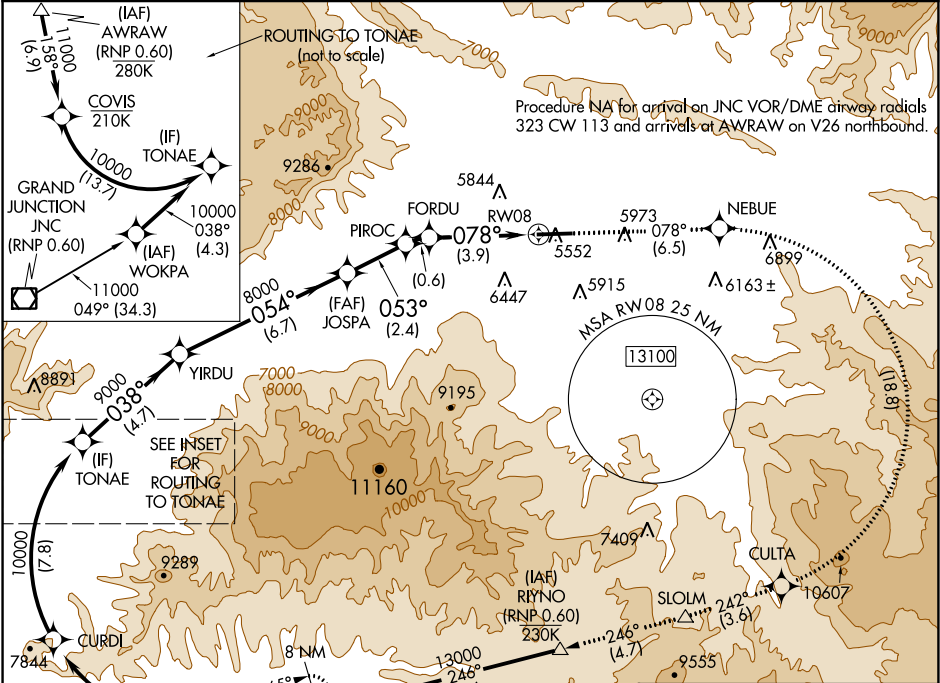 (IAF)
AWRAW
(RNP 0.60)
280K
11000
158°
(6.9)
ROUTING TO TONAE
(not to scale)
COVIS
210K
(IF)
TONAE
10000
(13.7)
GRAND
JUNCTION
JNC
(RNP 0.60)
10000
038°
(4.3)
(IAF)
WOKPA
11000
049° (34.3)
7000
9000
9000
8000
9286
Procedure NA for arrival on JNC VOR/DME airway radials
323 CW 113 and arrivals at AWRAW on V26 northbound.
5844
FORDU
PIROC
RW08
078°
(3.9)
5552
5973
078°
(6.5)
NEBUE
6899
(0.6)
6447
5915
6163 ±
8000
054°
(6.7)
(FAF)
JOSPA
053°
(2.4)
MSA RW08 25 NM
13100
(18.8)
8891
9000
038°
(4.7)
YIRDU
7000
8000
9195
9000
(IF)
TONAE
SEE INSET
FOR
ROUTING
TO TONAE
11160
10000
10000
(7.8)
9289
7409
CULTA
10607
(IAF)
RIYNO
(RNP 0.60)
230K
SLOLM
242°
(3.6)
246°
(4.7)
CURDI
7844
8 NM
13000
246°
9555